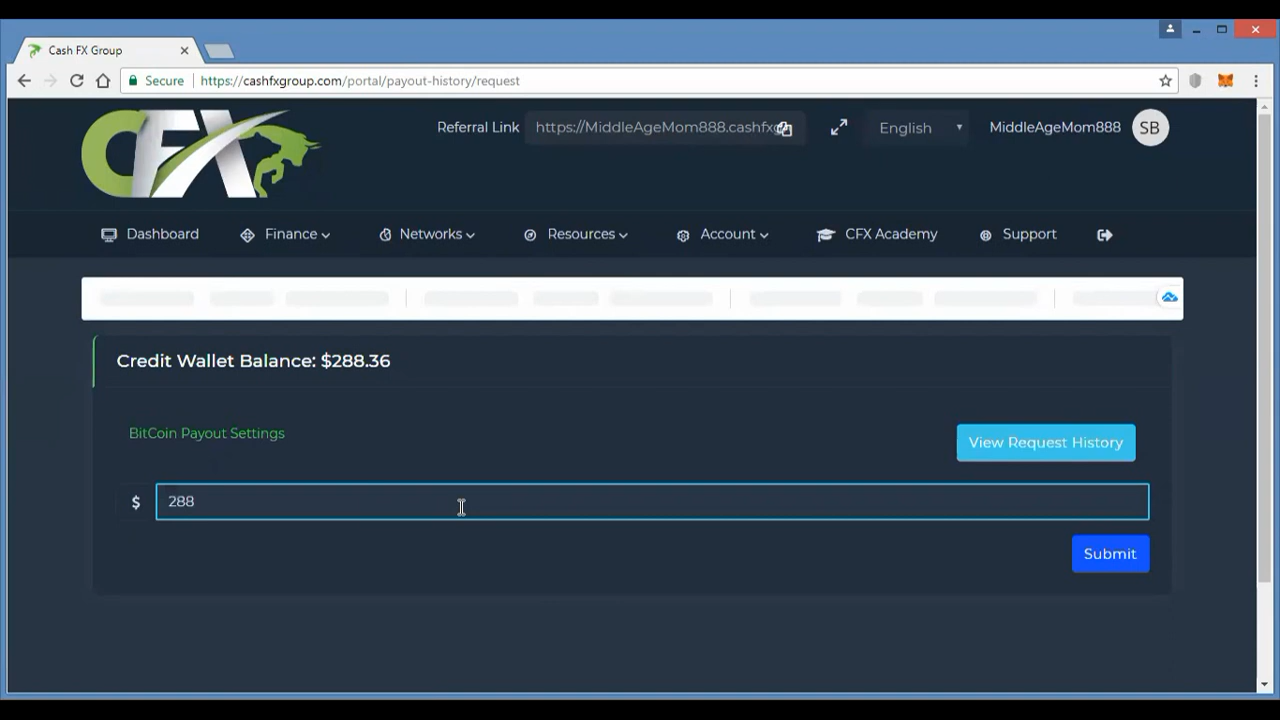 Cash FX Group
Secure https://cashfxgroup.com/portal/payout-history/request
CFX
Referral Link https://MiddleAgeMom888.cashfxg English MiddleAgeMom888 SB
Dashboard Finance Networks Resources Account CFX Academy Support
Credit Wallet Balance: $288.36
BitCoin Payout Settings
View Request History
$ 288
Submit